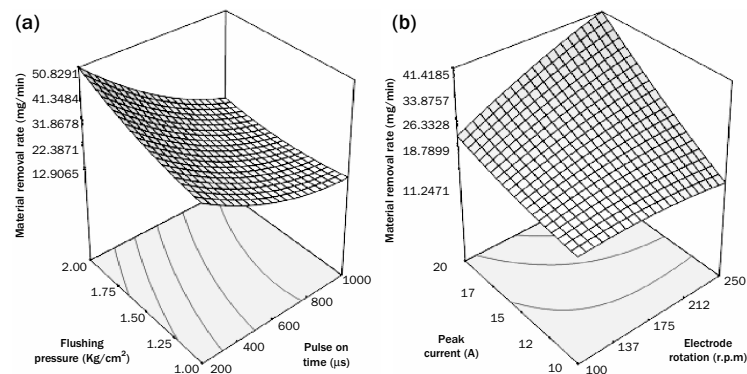 (a)
Material removal rate (mg/min)
50.8291
41.3484
31.8678
22.3871
12.9065
2.00
1.75
1.50
1.25
1.00
Flushing
pressure (Kg/cm²)
200
400
600
800
1000
Pulse on
time (μs)
(b)
Material removal rate (mg/min)
41.4185
33.8757
26.3328
18.7899
11.2471
20
17
15
12
10
Peak
current (A)
100
137
175
212
250
Electrode
rotation (r.p.m)